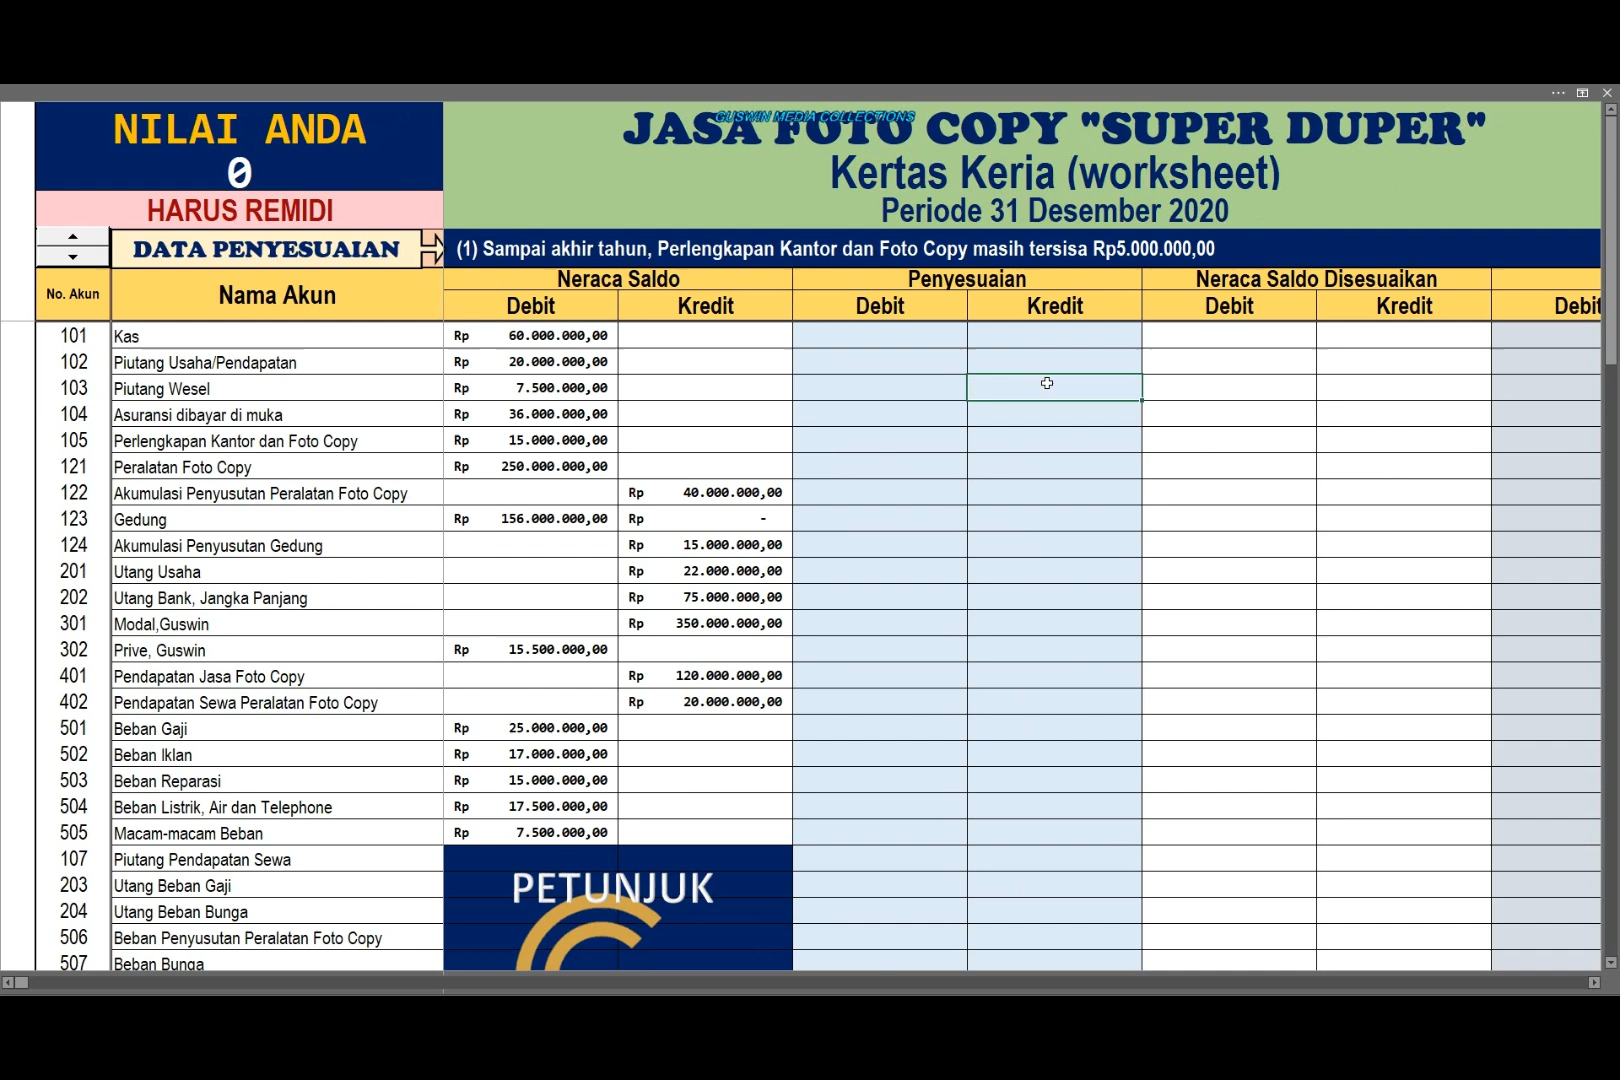 NILAI ANDA
0
HARUS REMIDI
GUSWIN MEDIA COLLECTIONS
JASA FOTO COPY "SUPER DUPER"
Kertas Kerja (worksheet)
Periode 31 Desember 2020
DATA PENYESUAIAN (1) Sampai akhir tahun, Perlengkapan Kantor dan Foto Copy masih tersisa Rp5.000.000,00
No. Akun Nama Akun Neraca Saldo Penyesuaian Neraca Saldo Disesuaikan
Debit Kredit Debit Kredit Debit Kredit Debit
101 Kas Rp 60.000.000,00
102 Piutang Usaha/Pendapatan Rp 20.000.000,00
103 Piutang Wesel Rp 7.500.000,00
104 Asuransi dibayar di muka Rp 36.000.000,00
105 Perlengkapan Kantor dan Foto Copy Rp 15.000.000,00
121 Peralatan Foto Copy Rp 250.000.000,00
122 Akumulasi Penyusutan Peralatan Foto Copy Rp 40.000.000,00
123 Gedung Rp 156.000.000,00 Rp -
124 Akumulasi Penyusutan Gedung Rp 15.000.000,00
201 Utang Usaha Rp 22.000.000,00
202 Utang Bank, Jangka Panjang Rp 75.000.000,00
301 Modal,Guswin Rp 350.000.000,00
302 Prive, Guswin Rp 15.500.000,00
401 Pendapatan Jasa Foto Copy Rp 120.000.000,00
402 Pendapatan Sewa Peralatan Foto Copy Rp 20.000.000,00
501 Beban Gaji Rp 25.000.000,00
502 Beban Iklan Rp 17.000.000,00
503 Beban Reparasi Rp 15.000.000,00
504 Beban Listrik, Air dan Telephone Rp 17.500.000,00
505 Macam-macam Beban Rp 7.500.000,00
107 Piutang Pendapatan Sewa
203 Utang Beban Gaji
PETUNJUK
204 Utang Beban Bunga
506 Beban Penyusutan Peralatan Foto Copy
507 Beban Bunga